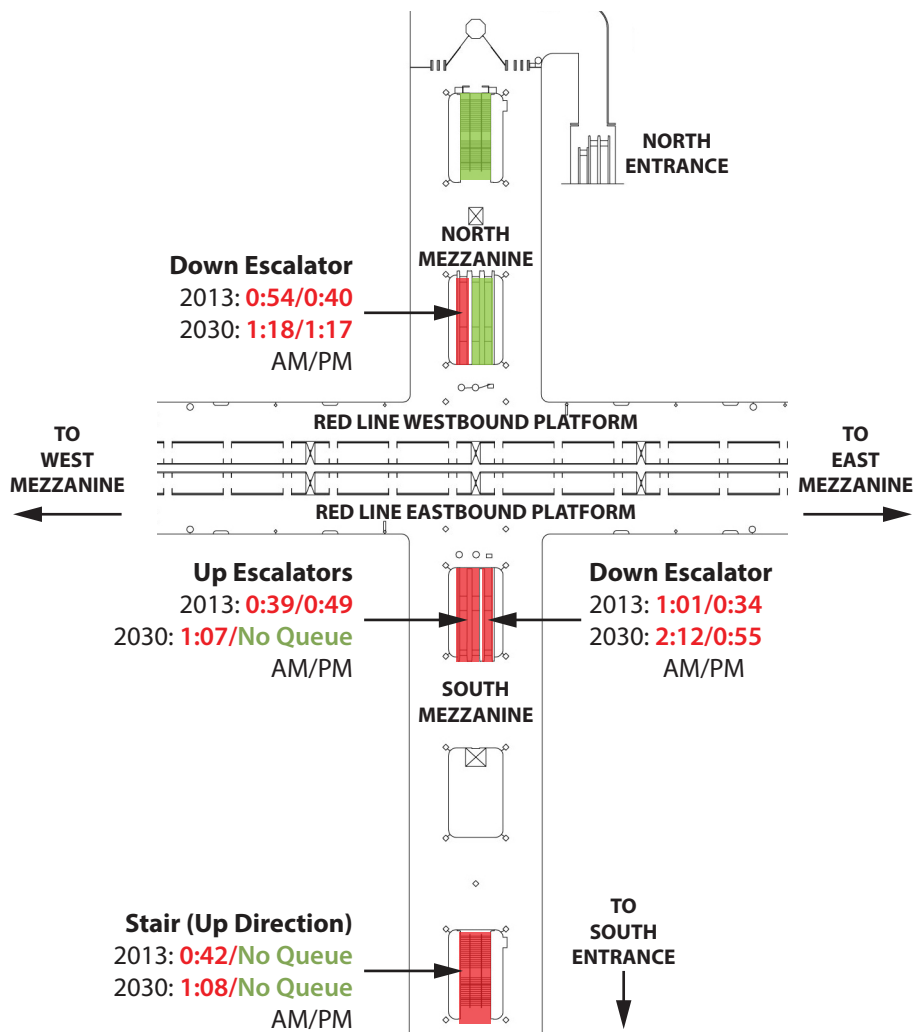 NORTH
ENTRANCE
NORTH
MEZZANINE
Down Escalator
2013: 0:54/0:40
2030: 1:18/1:17
AM/PM
RED LINE WESTBOUND PLATFORM
TO
WEST
MEZZANINE
TO
EAST
MEZZANINE
RED LINE EASTBOUND PLATFORM
Up Escalators
2013: 0:39/0:49
2030: 1:07/No Queue
AM/PM
Down Escalator
2013: 1:01/0:34
2030: 2:12/0:55
AM/PM
SOUTH
MEZZANINE
Stair (Up Direction)
2013: 0:42/No Queue
2030: 1:08/No Queue
AM/PM
TO
SOUTH
ENTRANCE